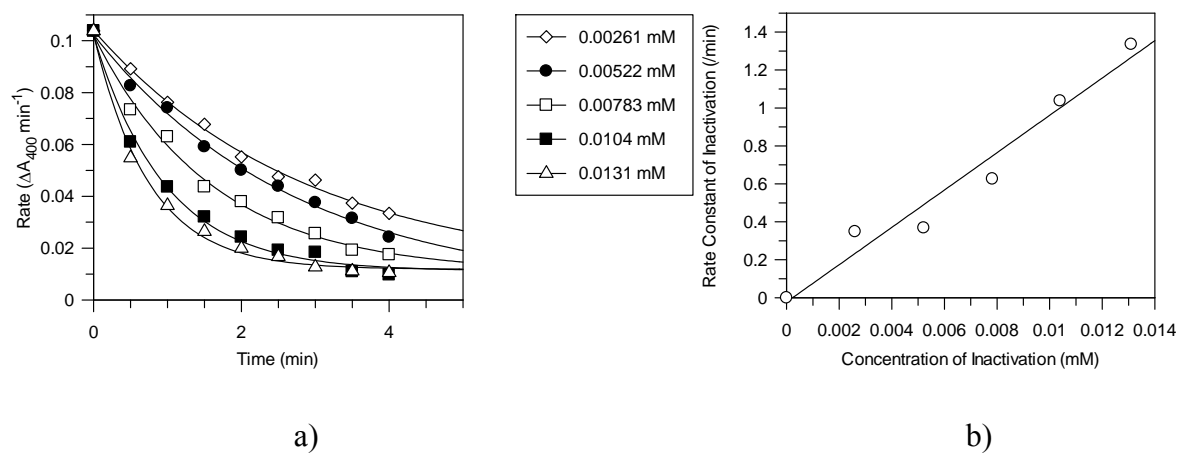 0.1
0.08
0.06
0.04
0.02
0
Rate (ΔA₄₀₀ min⁻¹)
0 2 4
Time (min)
0.00261 mM
0.00522 mM
0.00783 mM
0.0104 mM
0.0131 mM
1.4
1.2
1
0.8
0.6
0.4
0.2
0
Rate Constant of Inactivation (/min)
0 0.002 0.004 0.006 0.008 0.01 0.012 0.014
Concentration of Inactivation (mM)
a)
b)